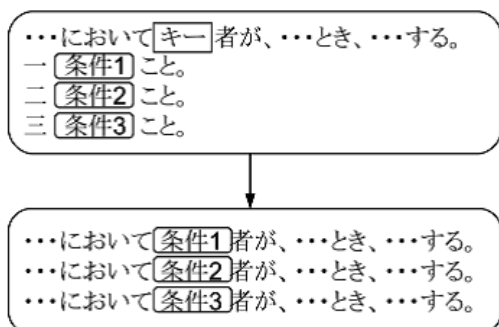 ・・・においてキー者が、・・・とき、・・・する。
一 条件1こと。
二 条件2こと。
三 条件3こと。
・・・において条件1者が、・・・とき、・・・する。
・・・において条件2者が、・・・とき、・・・する。
・・・において条件3者が、・・・とき、・・・する。